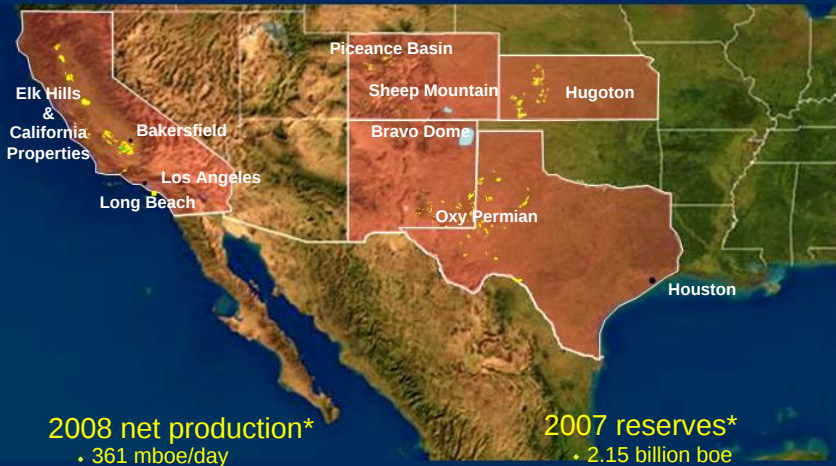 Piceance Basin
Sheep Mountain
Hugoton
Elk Hills
&
California
Properties
Bakersfield
Bravo Dome
Los Angeles
Long Beach
Oxy Permian
Houston
2008 net production*
• 361 mboe/day
2007 reserves*
• 2.15 billion boe